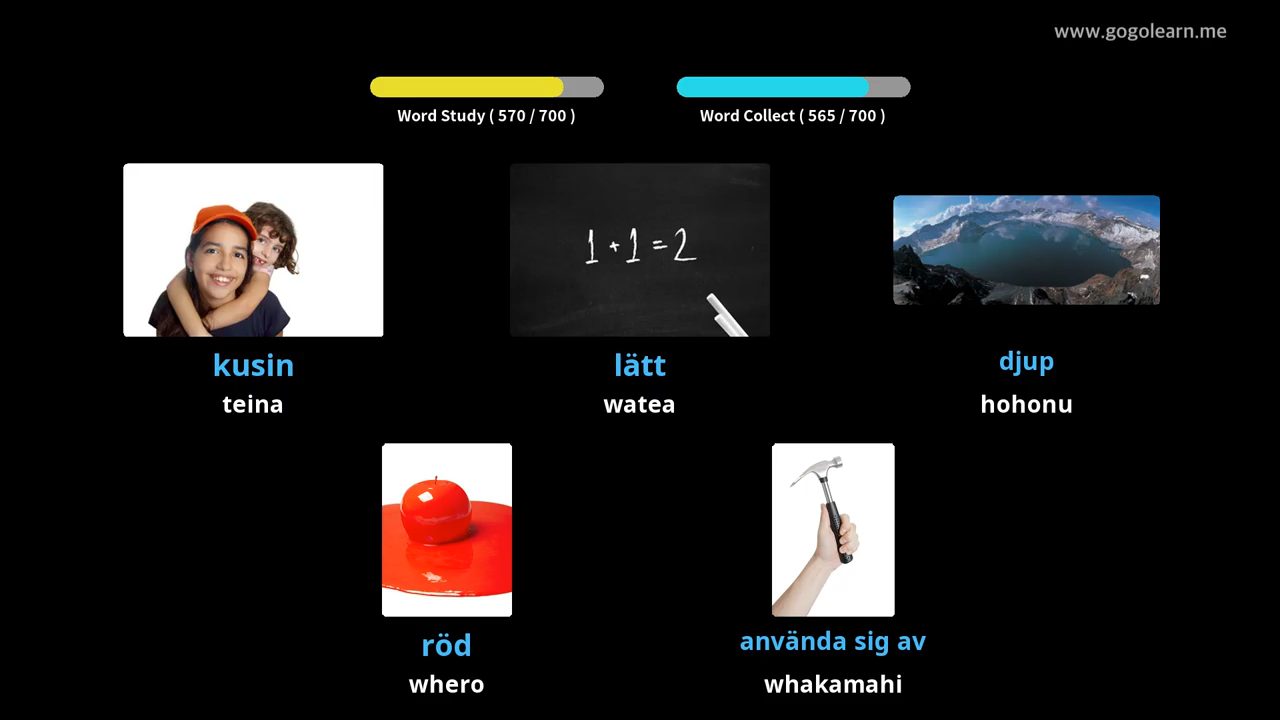 www.gogolearn.me
Word Study ( 570 / 700 )
Word Collect ( 565 / 700 )
1 + 1 = 2
kusin
lätt
djup
teina
watea
hohonu
röd
använda sig av
whero
whakamahi